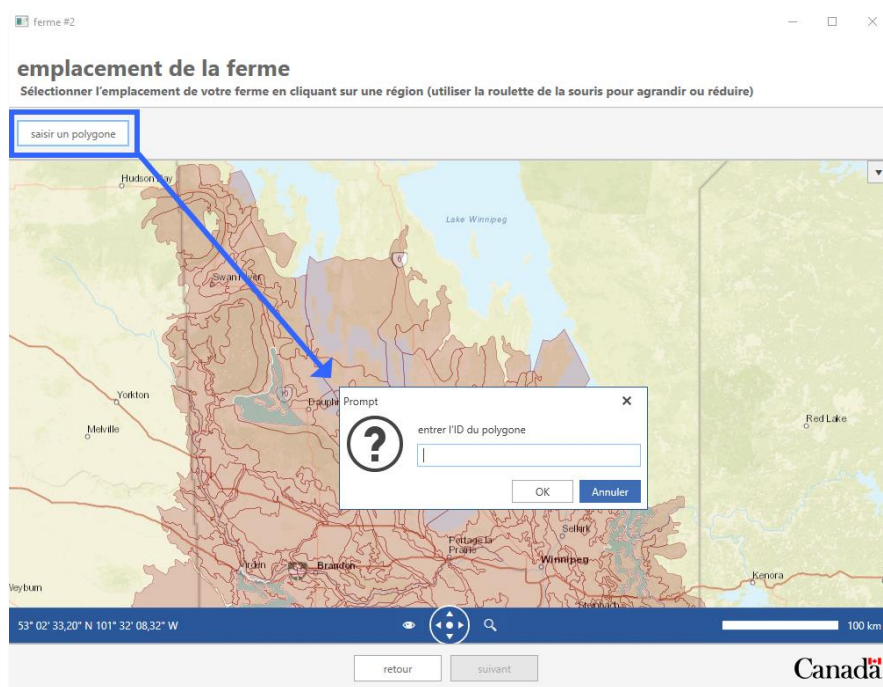 ferme #2
emplacement de la ferme
Sélectionner l'emplacement de votre ferme en cliquant sur une région (utiliser la roulette de la souris pour agrandir ou réduire)
saisir un polygone
Hudson Bay
Lake Winnipeg
6
Swan River
Yorkton
10
Dauphin
Prompt
Melville
Red Lake
entrer l'ID du polygone
OK
Annuler
Selkirk
Portage la
Prairie
Virden
Brandon
Winnipeg
Kenora
Weyburn
Steinbach
53° 02' 33,20" N 101° 32' 08,32" W
100 km
retour
suivant
Canada